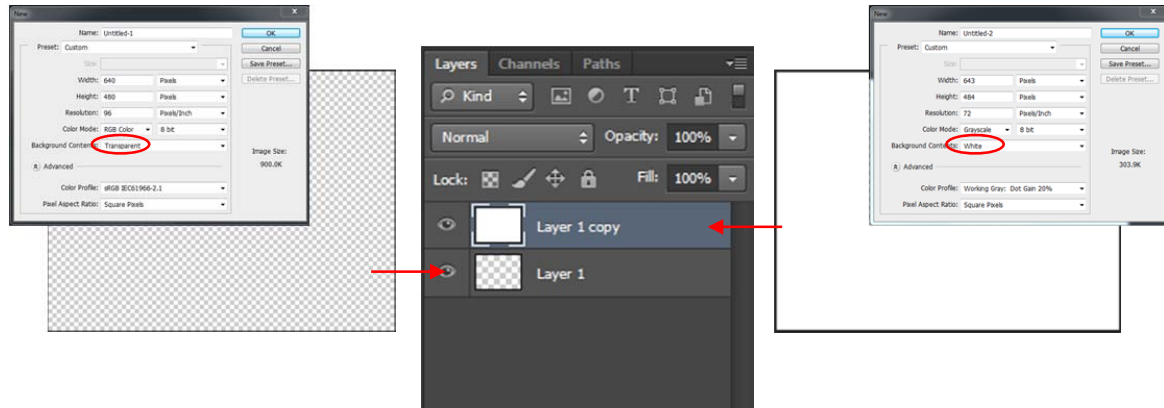 New
Name: Untitled-1
OK
Preset: Custom
Cancel
Size:
Save Preset...
Width: 640 Pixels
Delete Preset...
Height: 480 Pixels
Resolution: 96 Pixels/Inch
Color Mode: RGB Color 8 bit
Background Contents: Transparent
Image Size:
Advanced
900.0K
Color Profile: sRGB IEC61966-2.1
Pixel Aspect Ratio: Square Pixels
Layers Channels Paths
Kind T
Normal Opacity: 100%
Lock: Fill: 100%
Layer 1 copy
Layer 1
New
Name: Untitled-2
OK
Preset: Custom
Cancel
Size:
Save Preset...
Width: 643 Pixels
Delete Preset...
Height: 484 Pixels
Resolution: 72 Pixels/Inch
Color Mode: Grayscale 8 bit
Background Contents: White
Image Size:
Advanced
303.9K
Color Profile: Working Gray: Dot Gain 20%
Pixel Aspect Ratio: Square Pixels